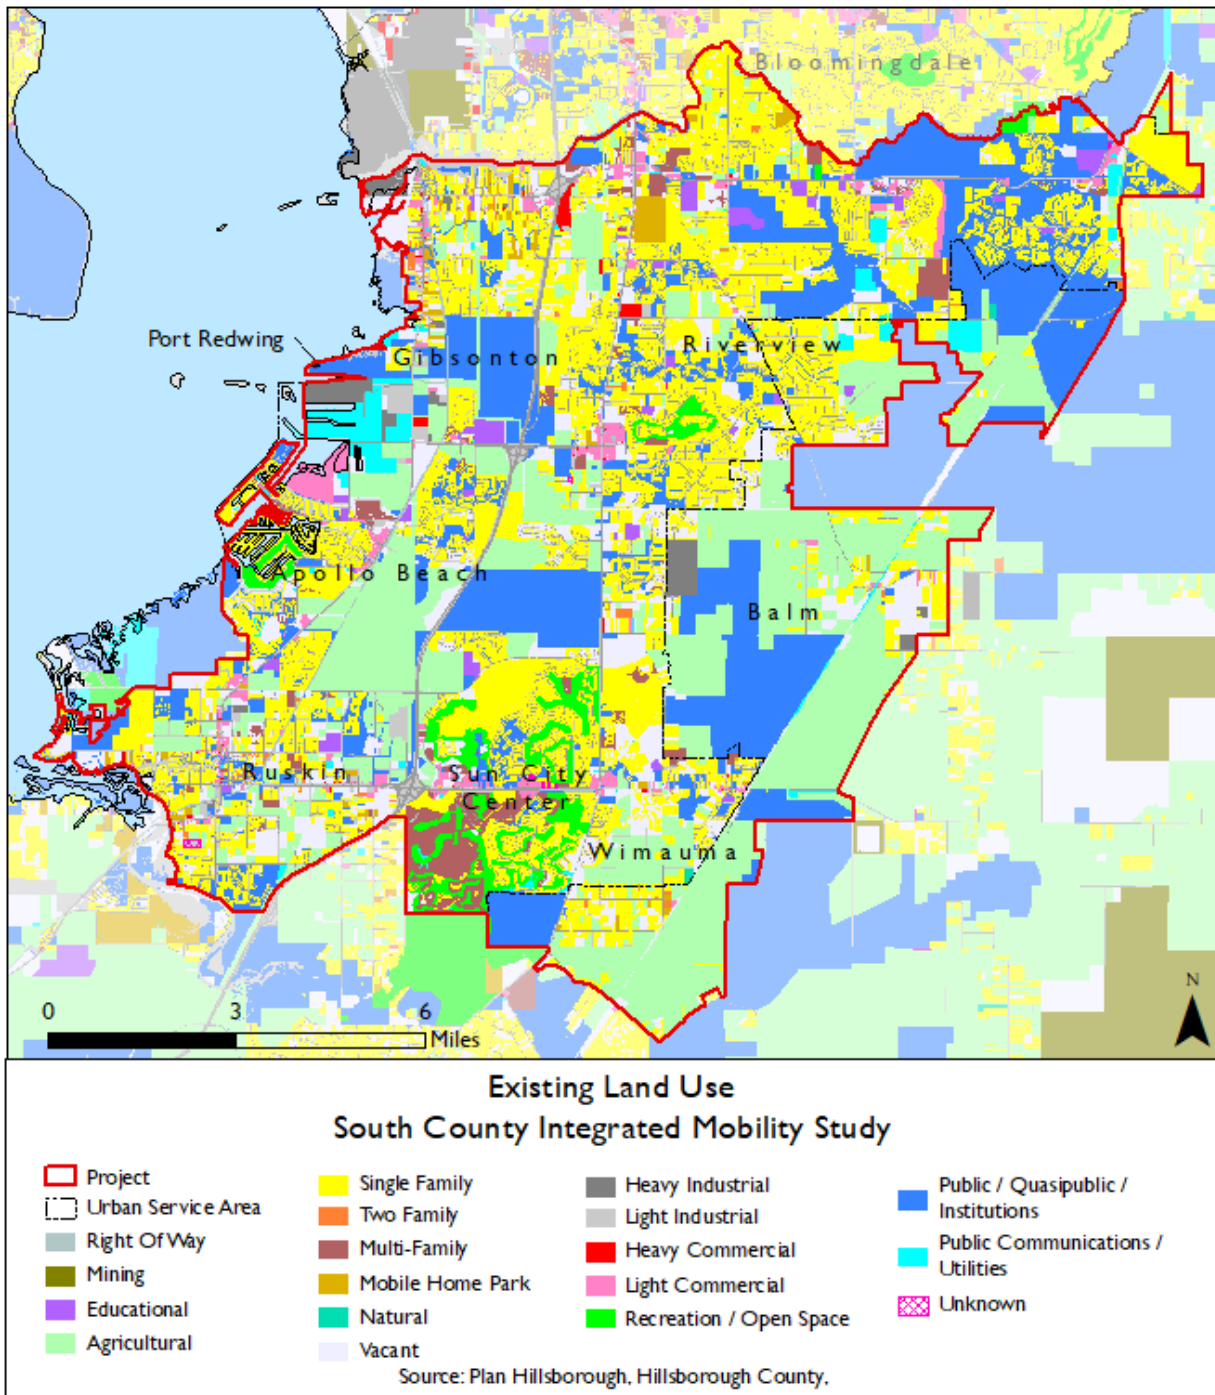 Bloomingdale
Port Redwing
Gibsonton
Riverview
Apollo Beach
Balm
Ruskin
Sun City
Center
Wimauma
N
0 3 6
Miles
Existing Land Use
South County Integrated Mobility Study
Project
Urban Service Area
Right Of Way
Mining
Educational
Agricultural
Single Family
Two Family
Multi-Family
Mobile Home Park
Natural
Vacant
Heavy Industrial
Light Industrial
Heavy Commercial
Light Commercial
Recreation / Open Space
Public / Quasipublic /
Institutions
Public Communications /
Utilities
Unknown
Source: Plan Hillsborough, Hillsborough County,